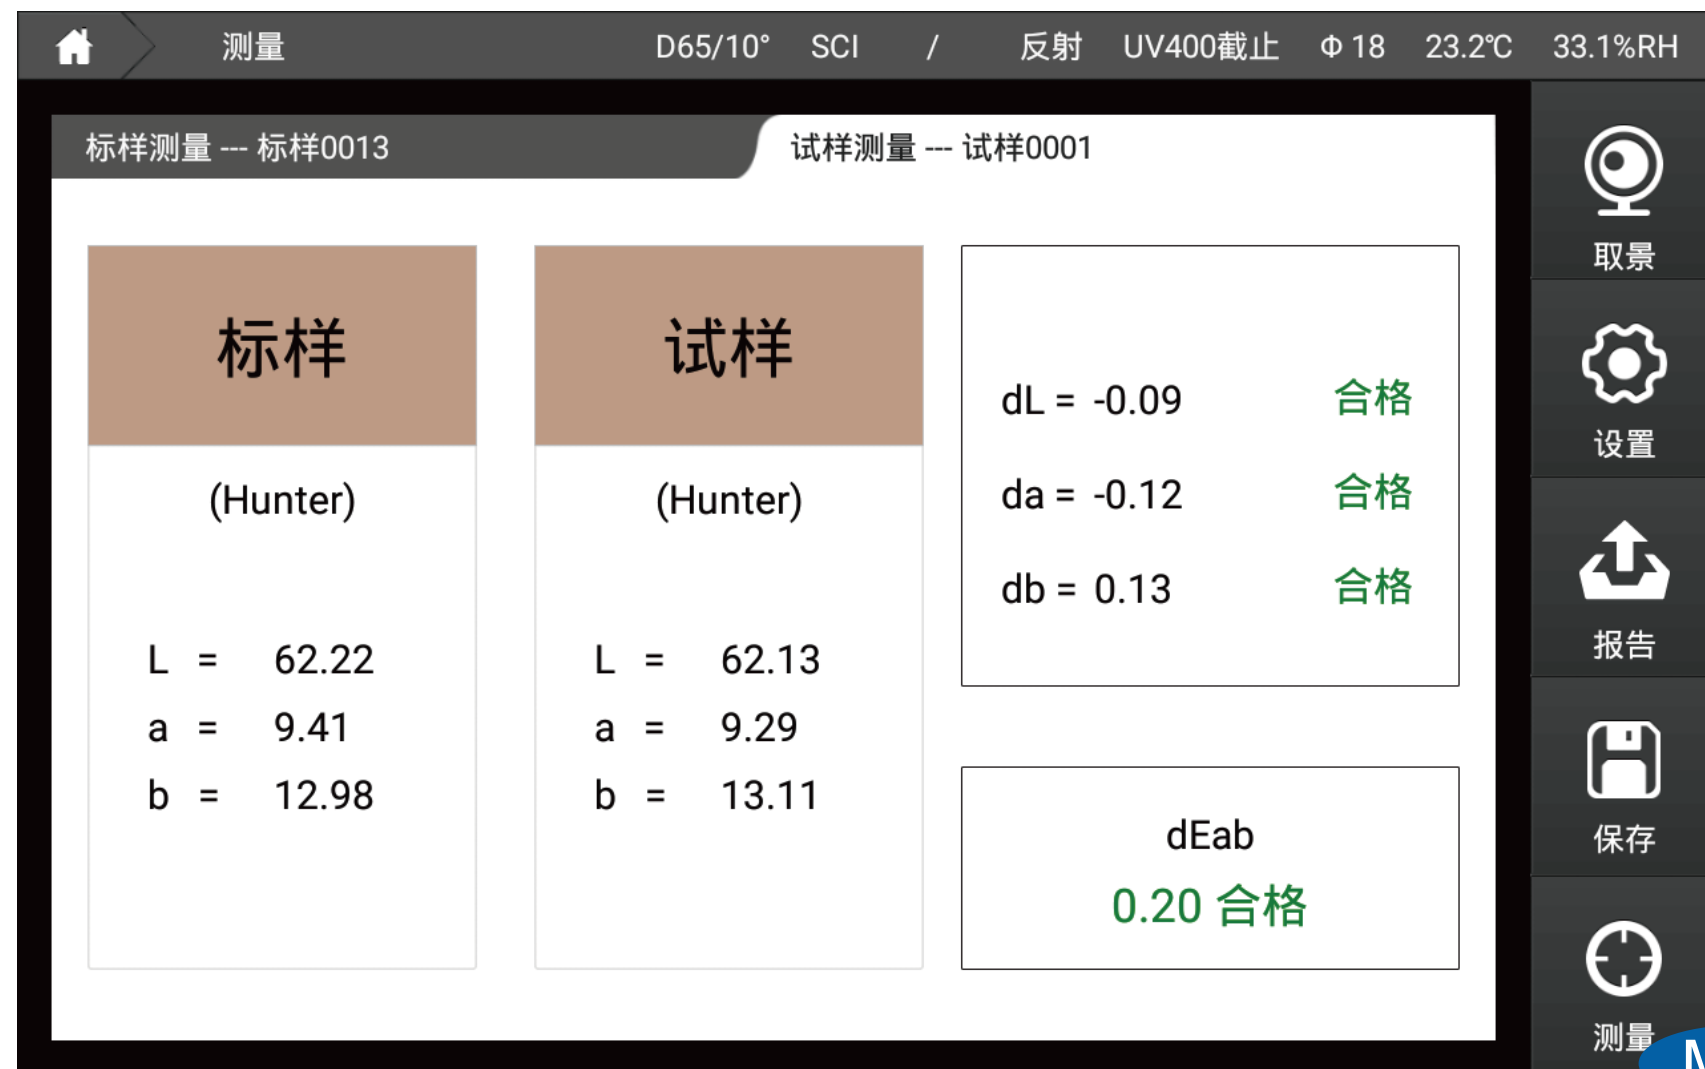 测量 D65/10° SCI / 反射 UV400截止 Φ 18 23.2℃ 33.1%RH
标样测量 --- 标样0013
试样测量 --- 试样0001
标样
(Hunter)
L = 62.22
a = 9.41
b = 12.98
试样
(Hunter)
L = 62.13
a = 9.29
b = 13.11
dL = -0.09 合格
da = -0.12 合格
db = 0.13 合格
dEab
0.20 合格
取景
设置
报告
保存
测量